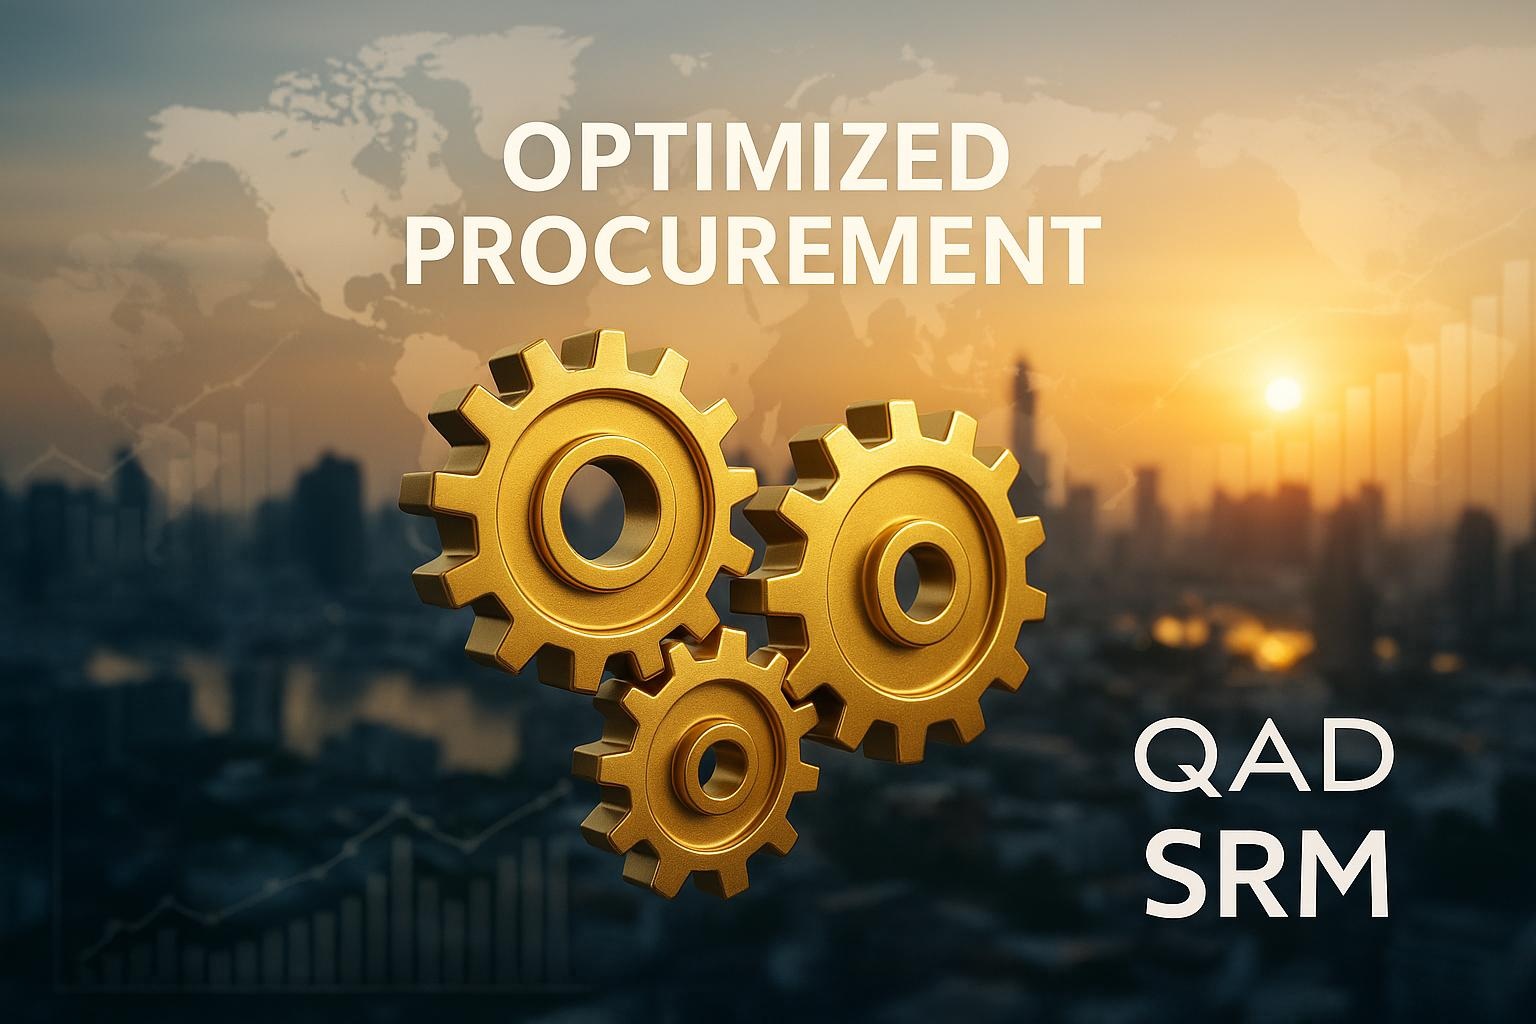 OPTIMIZED
PROCUREMENT
QAD
SRM